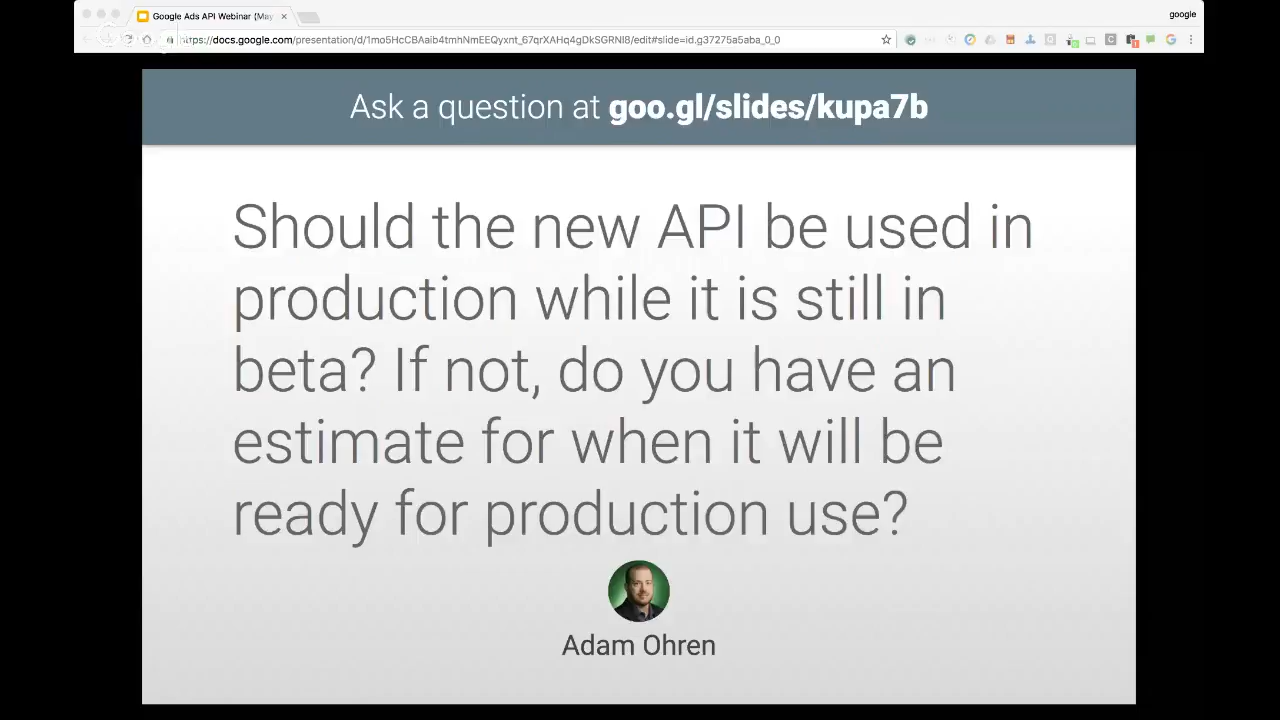 Google Ads API Webinar (May
google
https://docs.google.com/presentation/d/1mo5HcCBAaib4tmhNmEEQyxnt_67qrXAHq4gDkSGRNI8/edit#slide=id.g37275a5aba_0_0
Ask a question at goo.gl/slides/kupa7b
Should the new API be used in
production while it is still in
beta? If not, do you have an
estimate for when it will be
ready for production use?
Adam Ohren